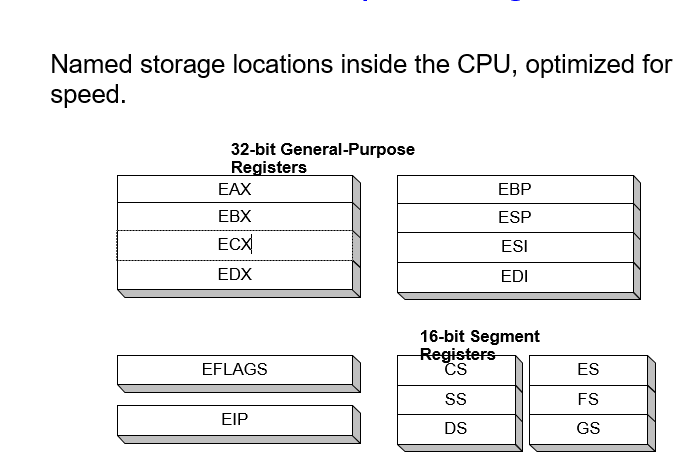 Named storage locations inside the CPU, optimized for
speed.
32-bit General-Purpose
Registers
EAX
EBX
ECX
EDX
EBP
ESP
ESI
EDI
EFLAGS
EIP
16-bit Segment
Registers
CS
SS
DS
ES
FS
GS